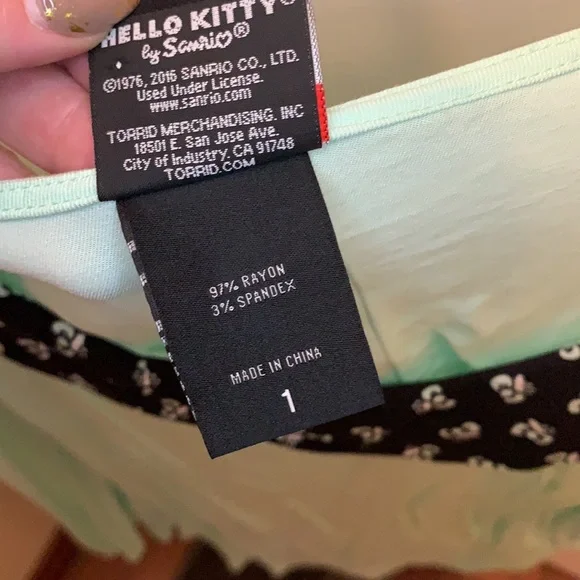 HELLO KITTY®
by Sanrio®
©1976, 2016 SANRIO CO., LTD.
Used Under License.
www.sanrio.com
TORRID MERCHANDISING, INC
18501 E. San Jose Ave.
City of Industry, CA 91748
TORRID.COM
97% RAYON
3% SPANDEX
MADE IN CHINA
1